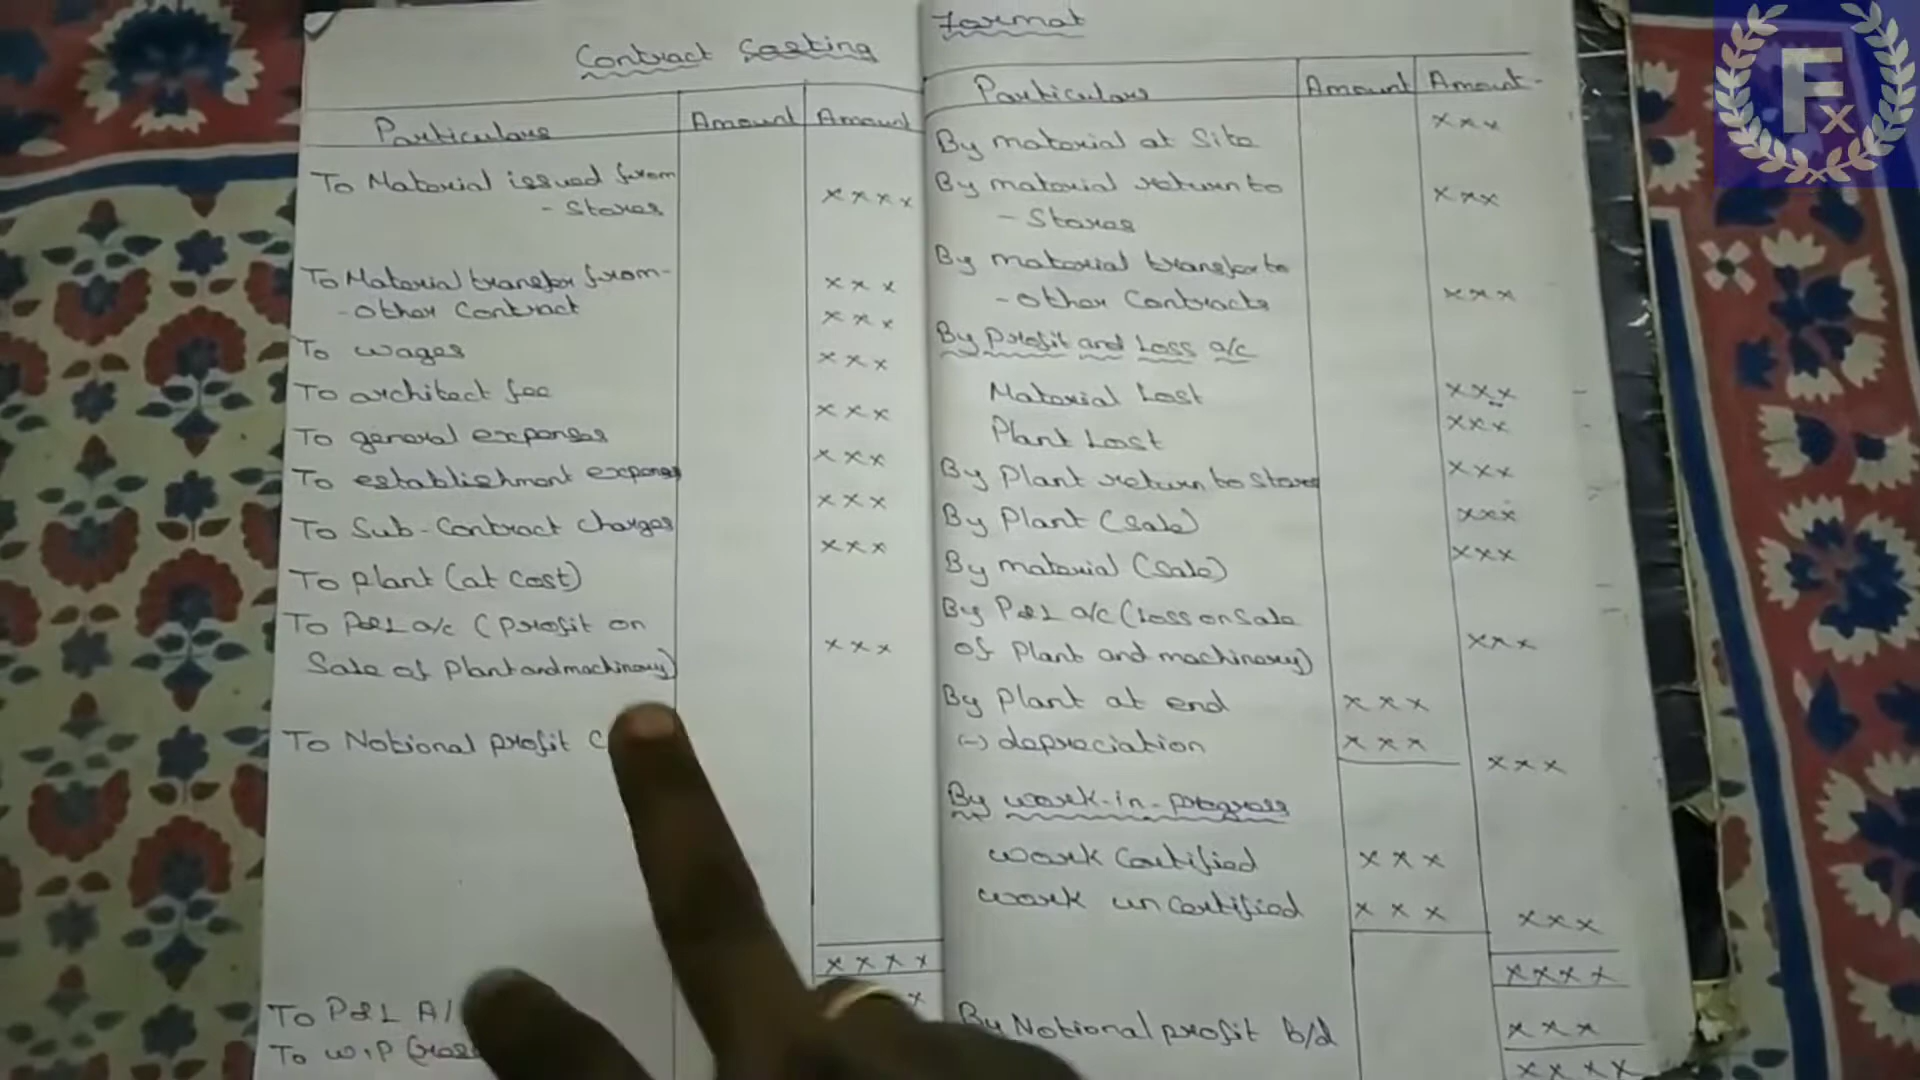 Contract Costing
Format
Particulars Amount Amount
To Material issued from
- Stores xxxx
To Material transfer from-
- Other Contract xxx
To wages xxx
To architect fee xxx
To general expenses xxx
To establishment expenses xxx
To Sub-Contract charges xxx
To plant (at cost) xxx
To P&L a/c (profit on
Sale of Plant and machinery) xxx
To Notional profit
xxxx
To P&L A/
To W.P
Particulars Amount Amount
By material at Site xxx
By material return to
- Stores xxx
By material transfer to
- Other Contracts xxx
By Profit and Loss a/c
Material Lost xxx
Plant Lost xxx
By Plant return to store xxx
By Plant (Sale) xxx
By material (Sale) xxx
By P&L a/c (Loss on Sale
of Plant and machinery) xxx
By Plant at end xxx
(-) depreciation xxx xxx
By work-in-progress
work Certified xxx
work uncertified xxx xxx
xxxx
By Notional profit b/d xxx
xxxx
Fx